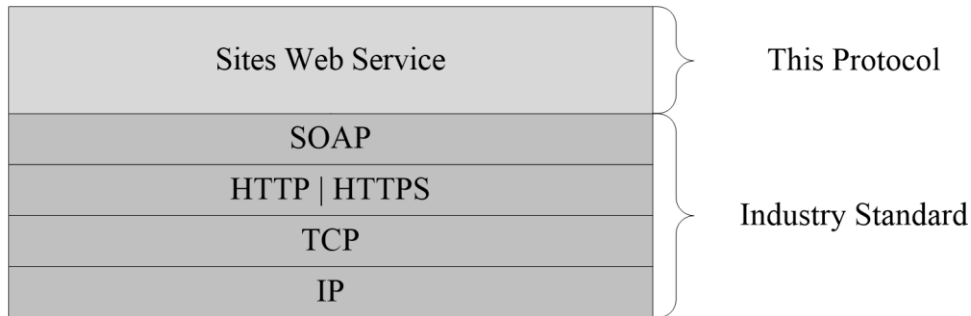 Sites Web Service
This Protocol
SOAP
HTTP | HTTPS
TCP
IP
Industry Standard